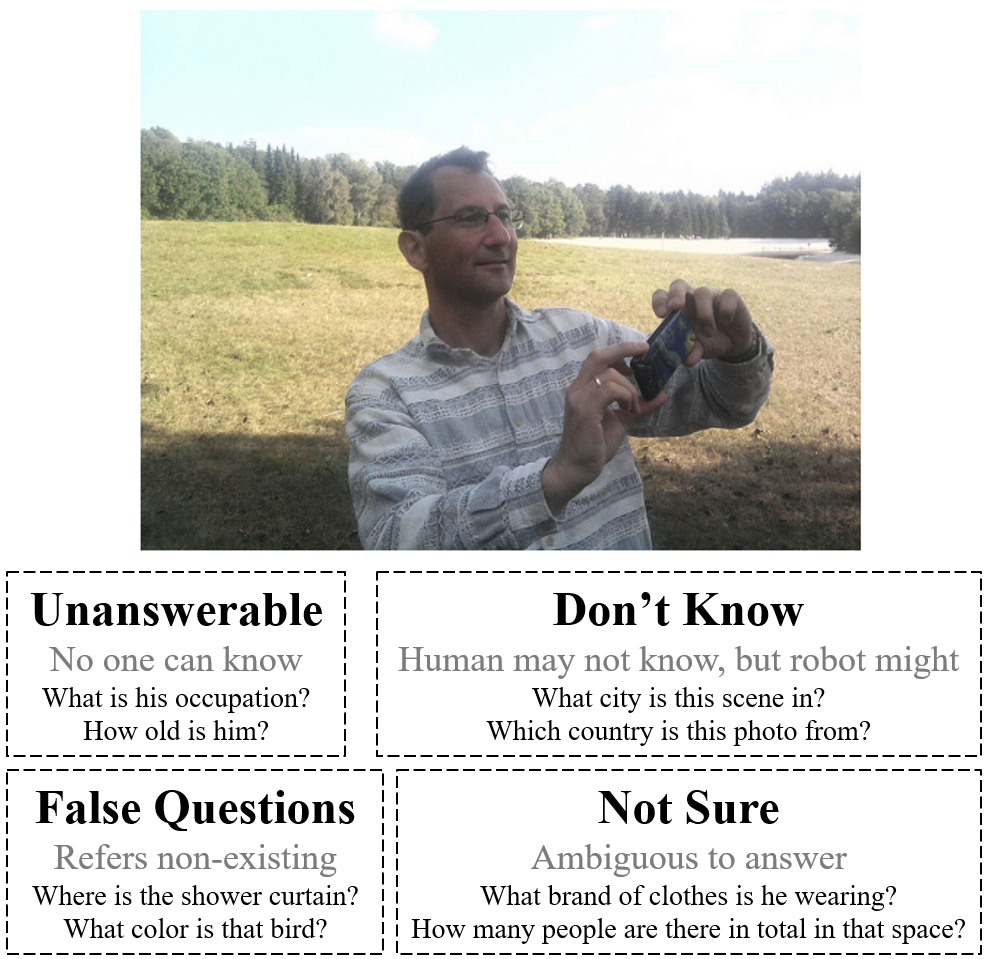 Unanswerable
No one can know
What is his occupation?
How old is him?
Don’t Know
Human may not know, but robot might
What city is this scene in?
Which country is this photo from?
False Questions
Refers non-existing
Where is the shower curtain?
What color is that bird?
Not Sure
Ambiguous to answer
What brand of clothes is he wearing?
How many people are there in total in that space?